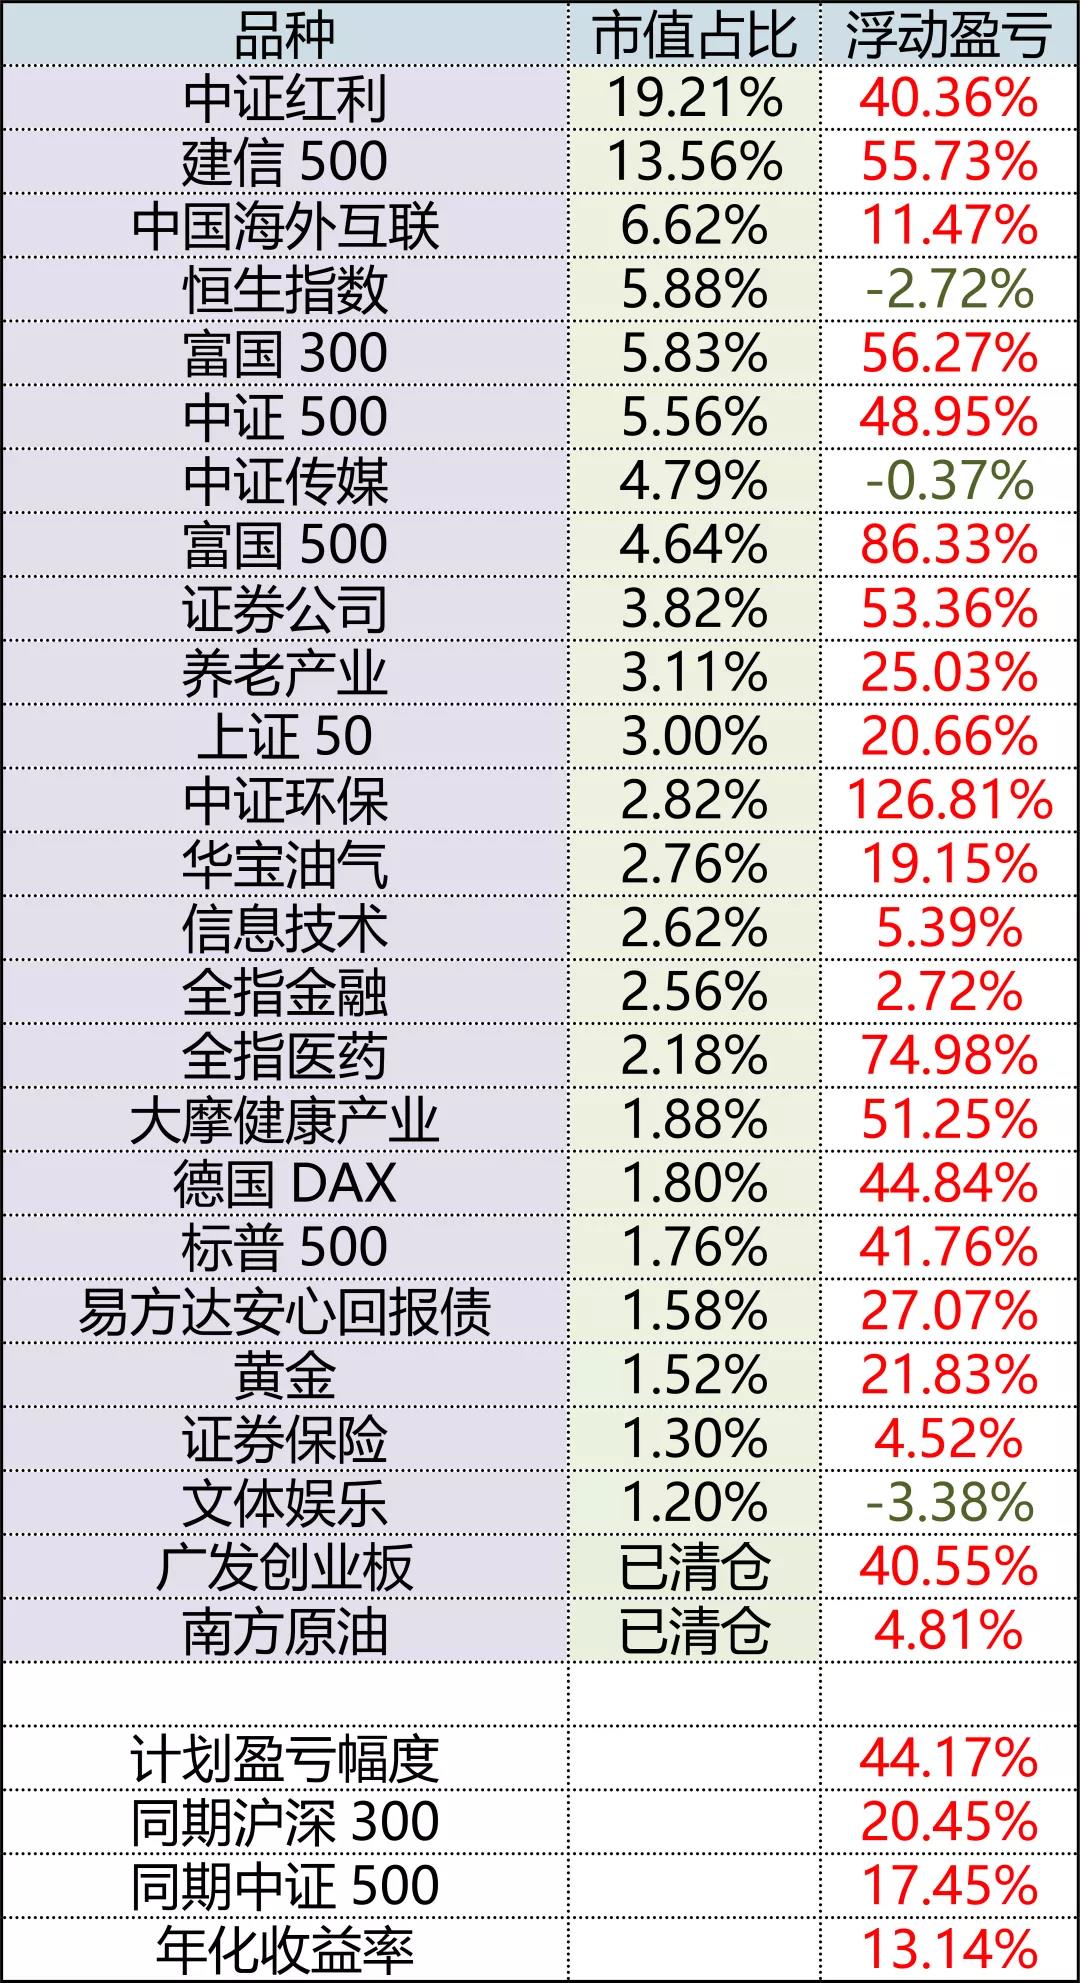 品种 市值占比 浮动盈亏
中证红利 19.21% 40.36%
建信 500 13.56% 55.73%
中国海外互联 6.62% 11.47%
恒生指数 5.88% -2.72%
富国 300 5.83% 56.27%
中证 500 5.56% 48.95%
中证传媒 4.79% -0.37%
富国 500 4.64% 86.33%
证券公司 3.82% 53.36%
养老产业 3.11% 25.03%
上证 50 3.00% 20.66%
中证环保 2.82% 126.81%
华宝油气 2.76% 19.15%
信息技术 2.62% 5.39%
全指金融 2.56% 2.72%
全指医药 2.18% 74.98%
大摩健康产业 1.88% 51.25%
德国 DAX 1.80% 44.84%
标普 500 1.76% 41.76%
易方达安心回报债 1.58% 27.07%
黄金 1.52% 21.83%
证券保险 1.30% 4.52%
文体娱乐 1.20% -3.38%
广发创业板 已清仓 40.55%
南方原油 已清仓 4.81%
计划盈亏幅度 44.17%
同期沪深 300 20.45%
同期中证 500 17.45%
年化收益率 13.14%